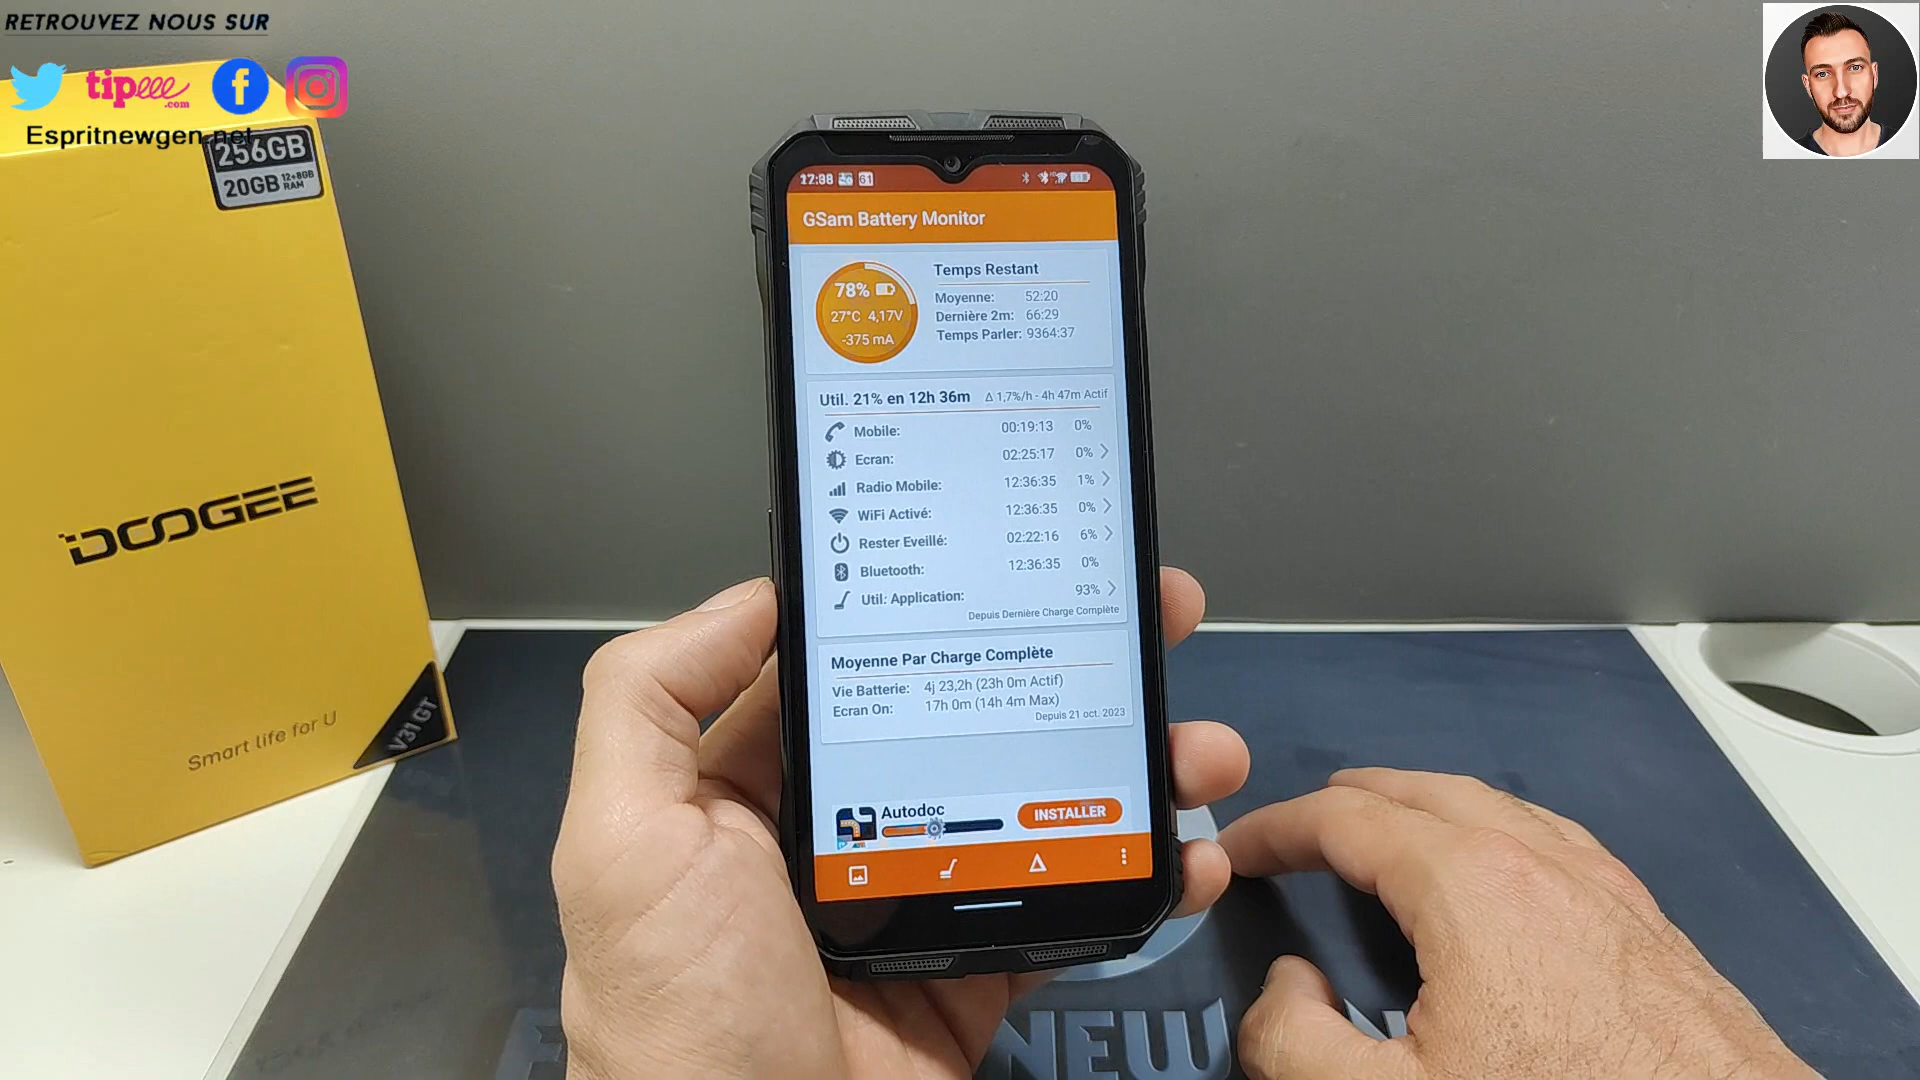 RETROUVEZ NOUS SUR
tipeee
.com
Espritnewgen.net
256GB
20GB 12+8GB RAM
DOOGEE
Smart life for U
V31 GT
61
GSam Battery Monitor
78%
27°C 4,17V
-375 mA
Temps Restant
Moyenne: 52:20
Dernière 2m: 66:29
Temps Parler: 9364:37
Util. 21% en 12h 36m Δ 1,7%/h - 4h 47m Actif
Mobile: 00:19:13 0%
Ecran: 02:25:17 0%
Radio Mobile: 12:36:35 1%
WiFi Activé: 12:36:35 0%
Rester Eveillé: 02:22:16 6%
Bluetooth: 12:36:35 0%
Util: Application: 93%
Depuis Dernière Charge Complète
Moyenne Par Charge Complète
Vie Batterie: 4j 23,2h (23h 0m Actif)
Ecran On: 17h 0m (14h 4m Max)
Depuis 21 oct. 2023
Autodoc
INSTALLER
NEW